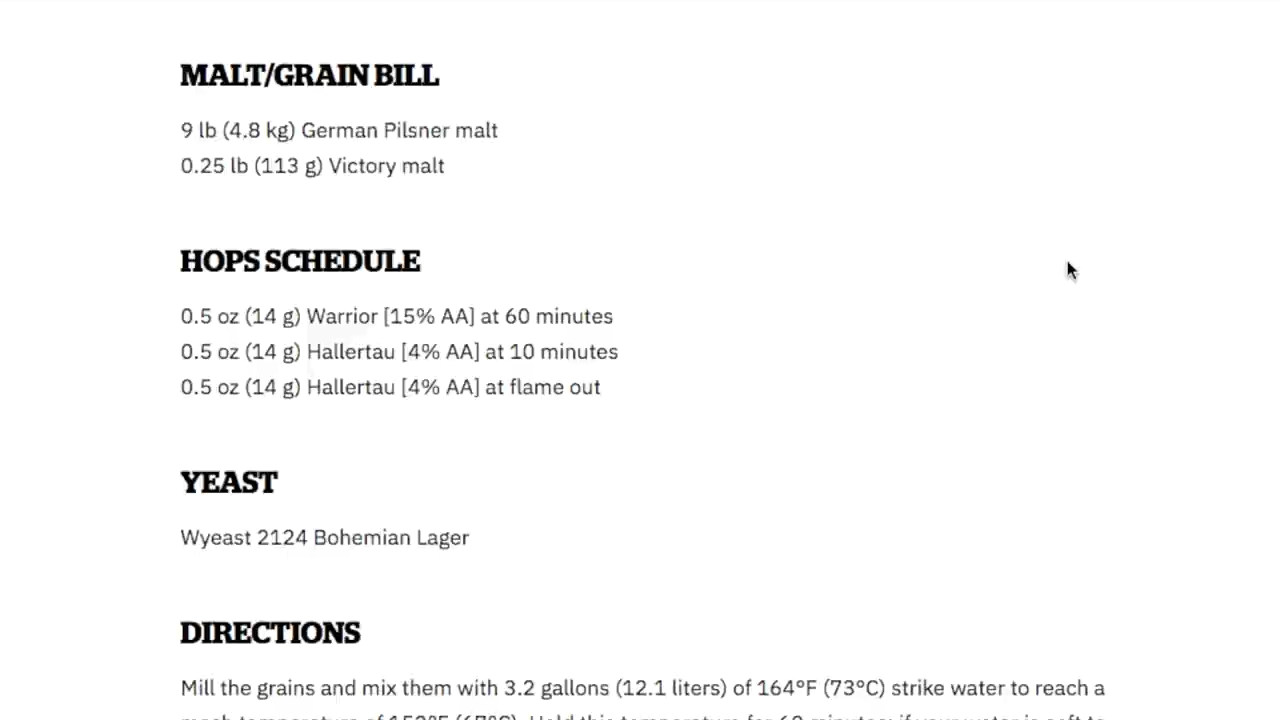 MALT/GRAIN BILL
9 lb (4.8 kg) German Pilsner malt
0.25 lb (113 g) Victory malt
HOPS SCHEDULE
0.5 oz (14 g) Warrior [15% AA] at 60 minutes
0.5 oz (14 g) Hallertau [4% AA] at 10 minutes
0.5 oz (14 g) Hallertau [4% AA] at flame out
YEAST
Wyeast 2124 Bohemian Lager
DIRECTIONS
Mill the grains and mix them with 3.2 gallons (12.1 liters) of 164°F (73°C) strike water to reach a